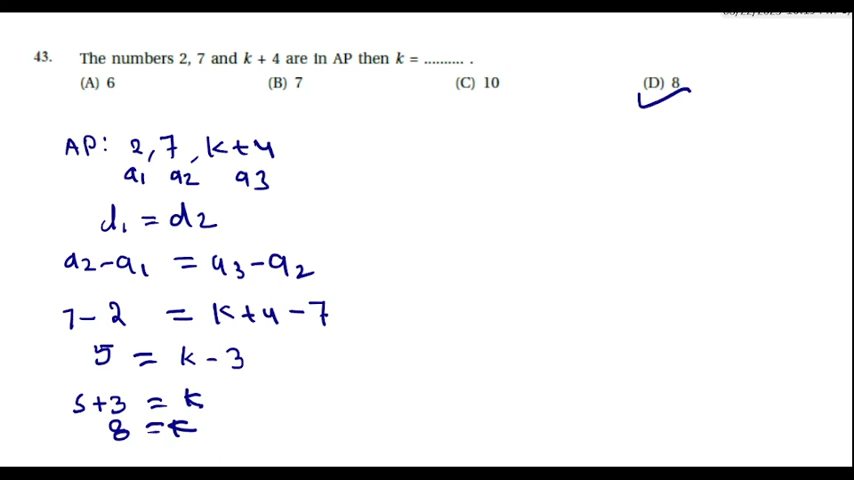 43. The numbers 2, 7 and k + 4 are in AP then k = .......... .
(A) 6 (B) 7 (C) 10 (D) 8
AP: 2, 7, k+4
a1 a2 a3
d1 = d2
a2-a1 = a3-a2
7-2 = k+4-7
5 = k-3
5+3 = k
8 = k